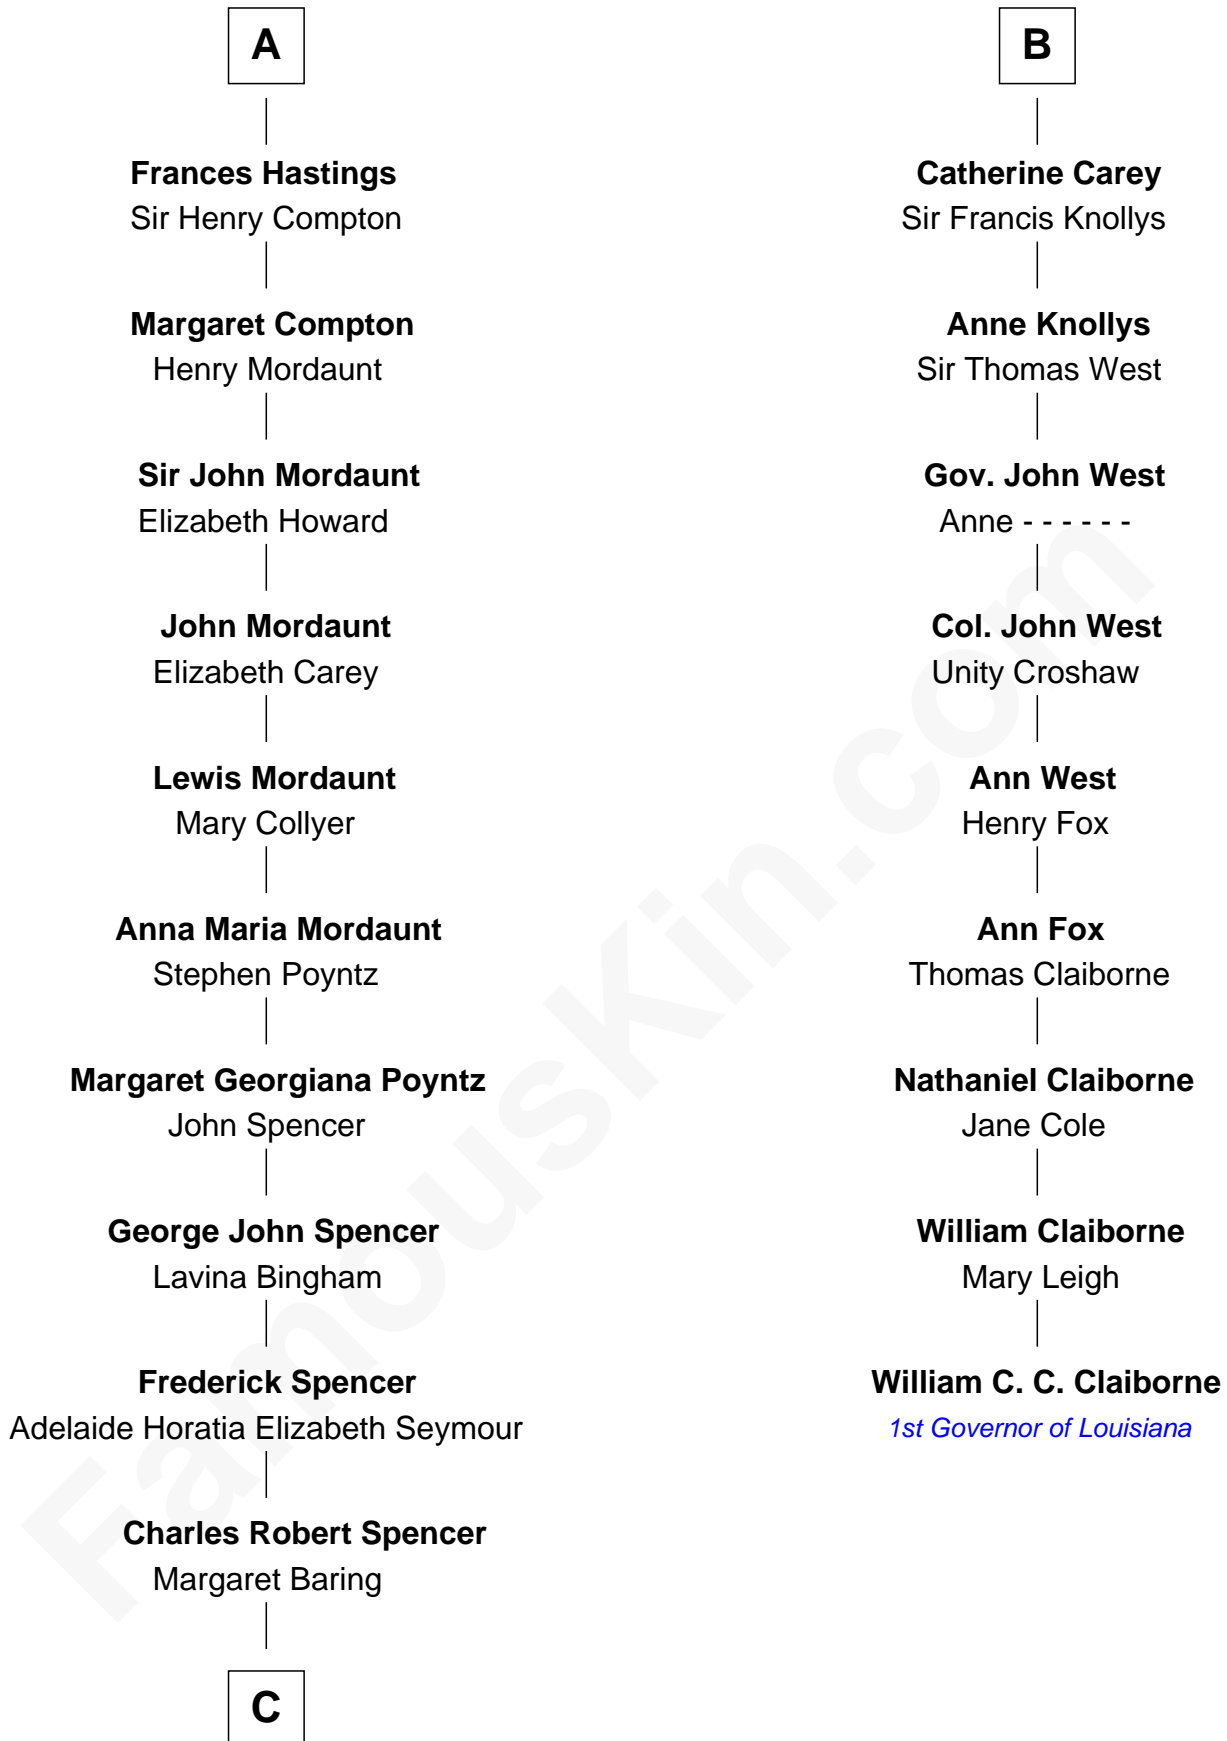 A
Frances Hastings
Sir Henry Compton
Margaret Compton
Henry Mordaunt
Sir John Mordaunt
Elizabeth Howard
John Mordaunt
Elizabeth Carey
Lewis Mordaunt
Mary Collyer
Anna Maria Mordaunt
Stephen Poyntz
Margaret Georgiana Poyntz
John Spencer
George John Spencer
Lavina Bingham
Frederick Spencer
Adelaide Horatia Elizabeth Seymour
Charles Robert Spencer
Margaret Baring
C
B
Catherine Carey
Sir Francis Knollys
Anne Knollys
Sir Thomas West
Gov. John West
Anne - - - - - -
Col. John West
Unity Croshaw
Ann West
Henry Fox
Ann Fox
Thomas Claiborne
Nathaniel Claiborne
Jane Cole
William Claiborne
Mary Leigh
William C. C. Claiborne
1st Governor of Louisiana
FamousKin.com